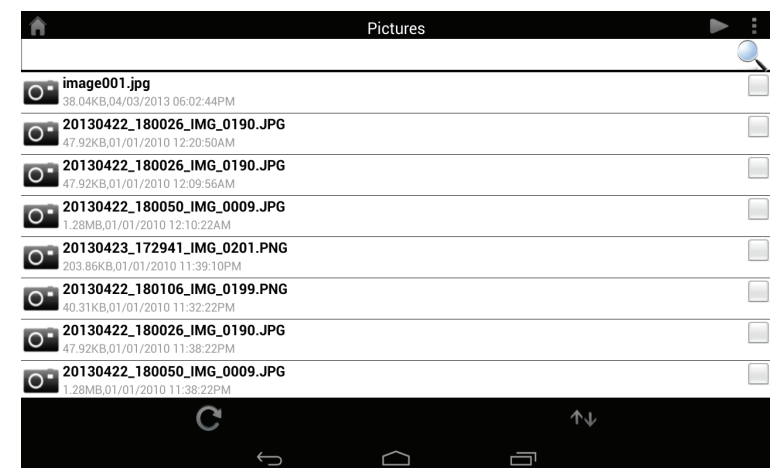 Pictures
image001.jpg
38.04KB,04/03/2013 06:02:44PM
20130422_180026_IMG_0190.JPG
47.92KB,01/01/2010 12:20:50AM
20130422_180026_IMG_0190.JPG
47.92KB,01/01/2010 12:09:56AM
20130422_180050_IMG_0009.JPG
1.28MB,01/01/2010 12:10:22AM
20130423_172941_IMG_0201.PNG
203.86KB,01/01/2010 11:39:10PM
20130422_180106_IMG_0199.PNG
40.31KB,01/01/2010 11:32:22PM
20130422_180026_IMG_0190.JPG
47.92KB,01/01/2010 11:38:22PM
20130422_180050_IMG_0009.JPG
1.28MB,01/01/2010 11:38:22PM